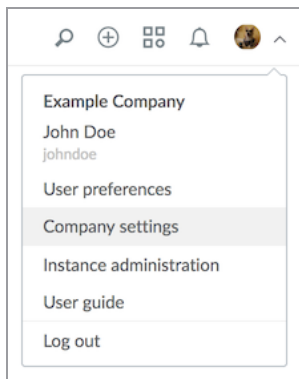 Example Company
John Doe
johndoe
User preferences
Company settings
Instance administration
User guide
Log out